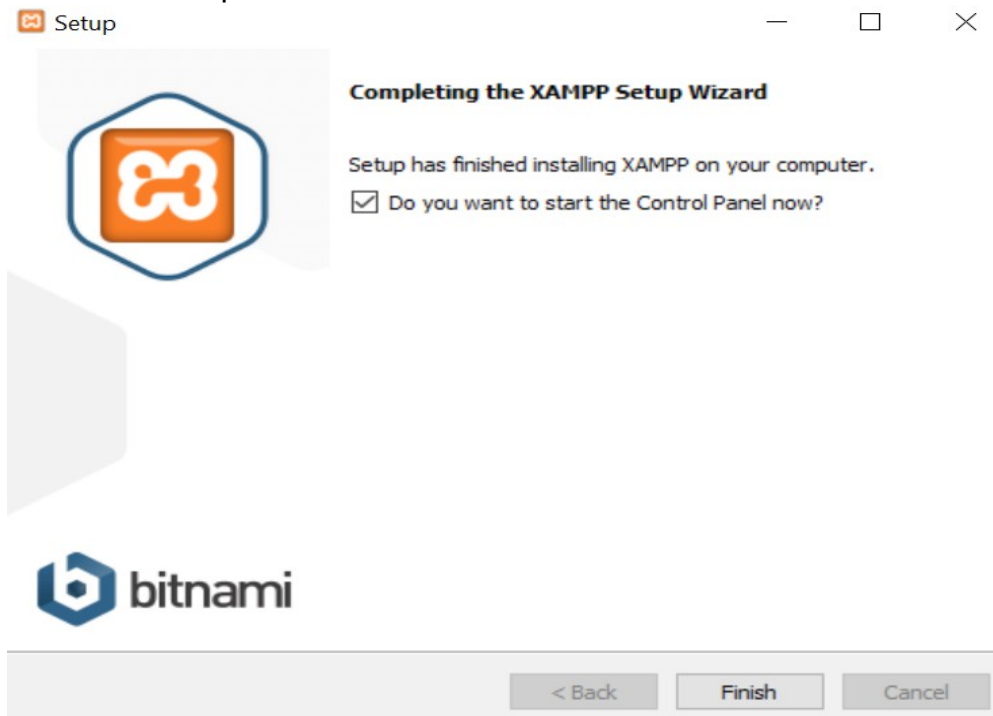 Setup
Completing the XAMPP Setup Wizard
Setup has finished installing XAMPP on your computer.
Do you want to start the Control Panel now?
bitnami
< Back Finish Cancel